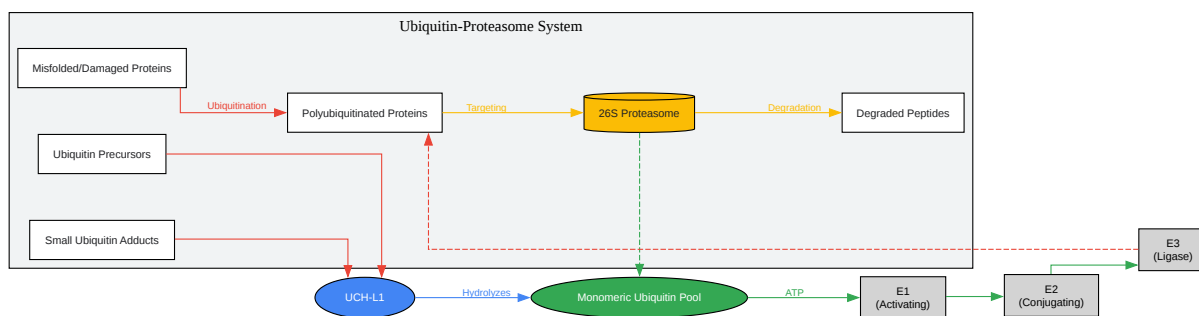 Ubiquitin-Proteasome System
Misfolded/Damaged Proteins
Ubiquitination
Polyubiquitinated Proteins
Targeting
26S Proteasome
Degradation
Degraded Peptides
Ubiquitin Precursors
Small Ubiquitin Adducts
E3
(Ligase)
UCH-L1
Hydrolyzes
Monomeric Ubiquitin Pool
ATP
E1
(Activating)
E2
(Conjugating)